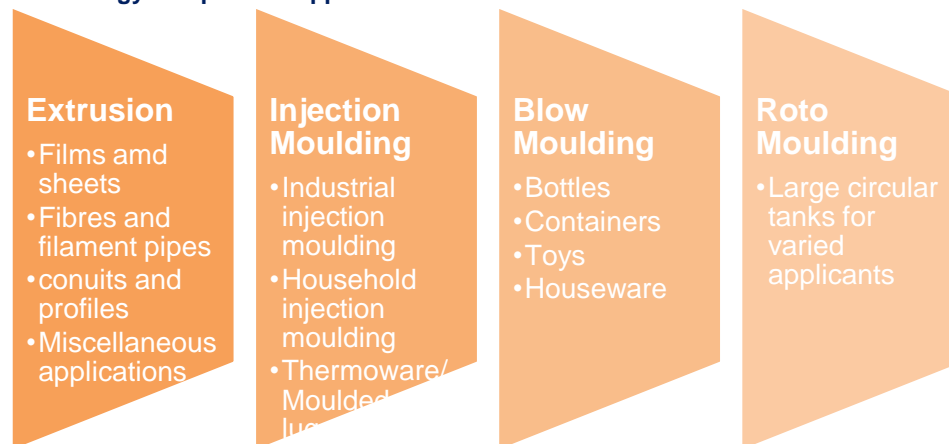 Extrusion
•Films amd
sheets
•Fibres and
filament pipes
•conuits and
profiles
•Miscellaneous
applications
Injection
Moulding
•Industrial
injection
moulding
•Household
injection
moulding
•Thermoware/
Moulded
Blow
Moulding
•Bottles
•Containers
•Toys
•Houseware
Roto
Moulding
•Large circular
tanks for
varied
applicants